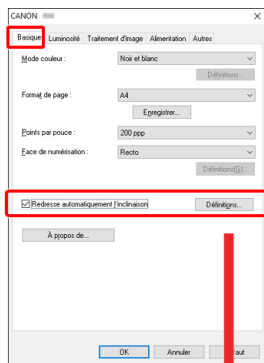 CANON
Basique Luminosité Traitement d'image Alimentation Autres
Mode couleur : Noir et blanc
Définitions...
Format de page : A4
Enregistrer...
Points par pouce : 200 ppp
Face de numérisation : Recto
Définitions(G)...
Redresse automatiquement l'inclinaison Définitions...
À propos de...
OK Annuler aut